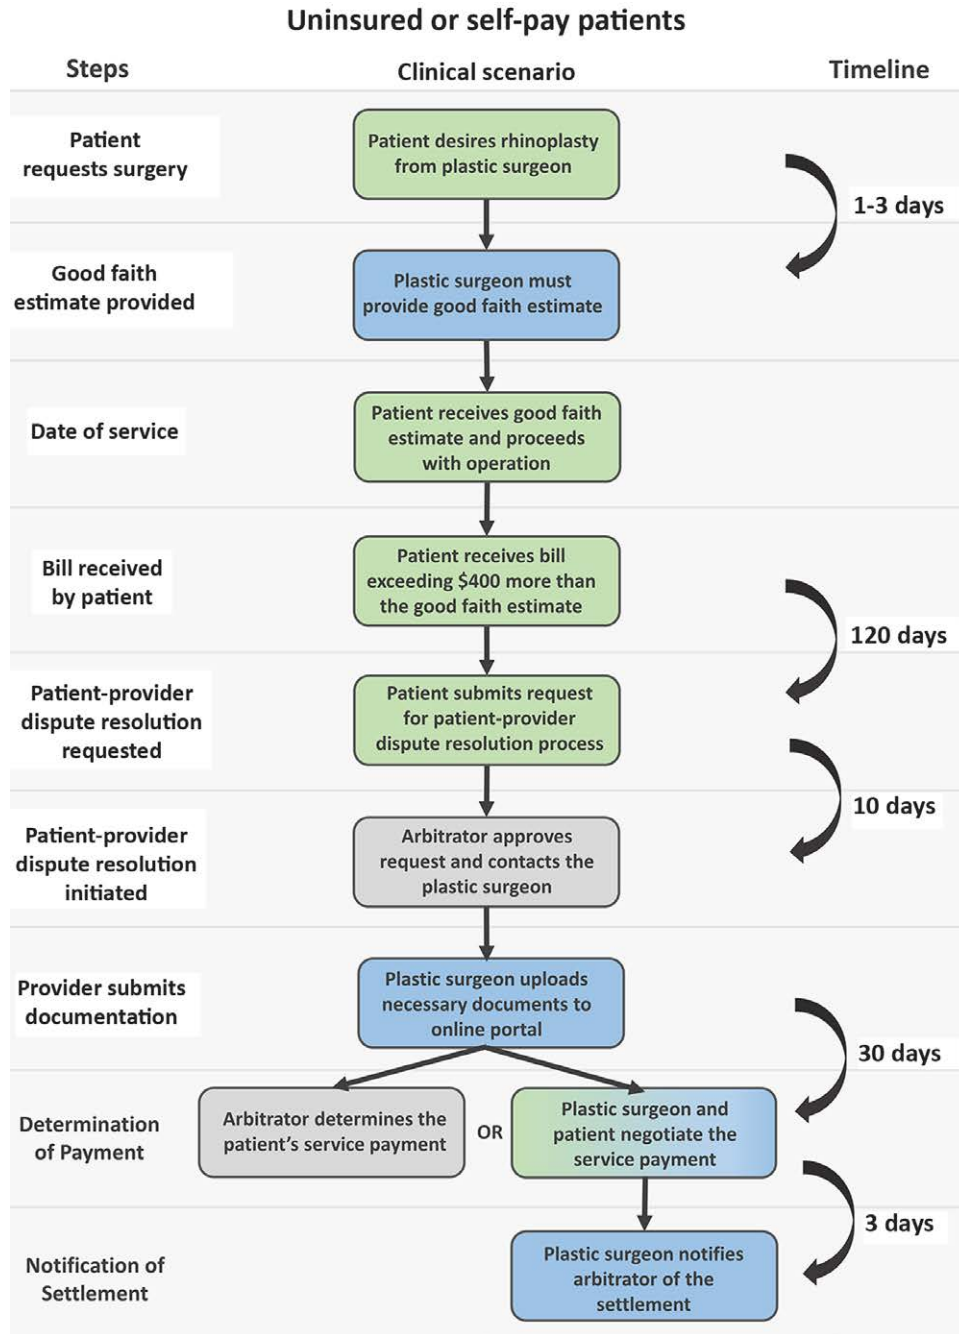 Uninsured or self-pay patients
Steps
Clinical scenario
Timeline
Patient
requests surgery
Patient desires rhinoplasty
from plastic surgeon
1-3 days
Good faith
estimate provided
Plastic surgeon must
provide good faith estimate
Date of service
Patient receives good faith
estimate and proceeds
with operation
Bill received
by patient
Patient receives bill
exceeding $400 more than
the good faith estimate
120 days
Patient-provider
dispute resolution
requested
Patient submits request
for patient-provider
dispute resolution process
10 days
Patient-provider
dispute resolution
initiated
Arbitrator approves
request and contacts the
plastic surgeon
Provider submits
documentation
Plastic surgeon uploads
necessary documents to
online portal
30 days
Determination
of Payment
Arbitrator determines the
patient's service payment
OR
Plastic surgeon and
patient negotiate the
service payment
3 days
Notification of
Settlement
Plastic surgeon notifies
arbitrator of the
settlement